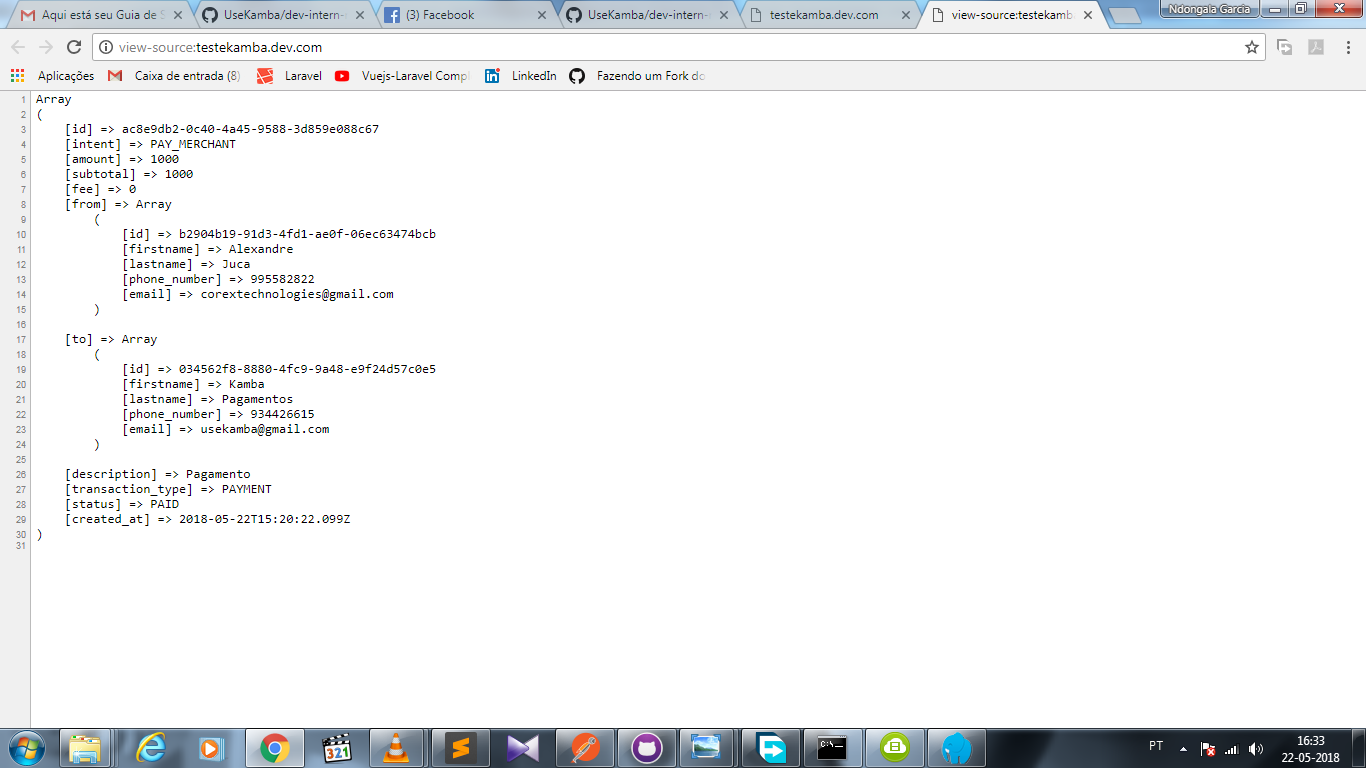 Aqui está seu Guia de S
UseKamba/dev-intern-
(3) Facebook
UseKamba/dev-intern-
testekamba.dev.com
view-source:testekamb
Ndongala Garcia
view-source:testekamba.dev.com
Aplicações
Caixa de entrada (8)
Laravel
Vuejs-Laravel Compl
LinkedIn
Fazendo um Fork do
1 Array
2 (
3 [id] => ac8e9db2-0c40-4a45-9588-3d859e088c67
4 [intent] => PAY_MERCHANT
5 [amount] => 1000
6 [subtotal] => 1000
7 [fee] => 0
8 [from] => Array
9 (
10 [id] => b2904b19-91d3-4fd1-ae0f-06ec63474bcb
11 [firstname] => Alexandre
12 [lastname] => Juca
13 [phone_number] => 995582822
14 [email] => corextechnologies@gmail.com
15 )
16
17 [to] => Array
18 (
19 [id] => 034562f8-8880-4fc9-9a48-e9f24d57c0e5
20 [firstname] => Kamba
21 [lastname] => Pagamentos
22 [phone_number] => 934426615
23 [email] => usekamba@gmail.com
24 )
25
26 [description] => Pagamento
27 [transaction_type] => PAYMENT
28 [status] => PAID
29 [created_at] => 2018-05-22T15:20:22.099Z
30 )
31
321
C:\_
PT
16:33
22-05-2018